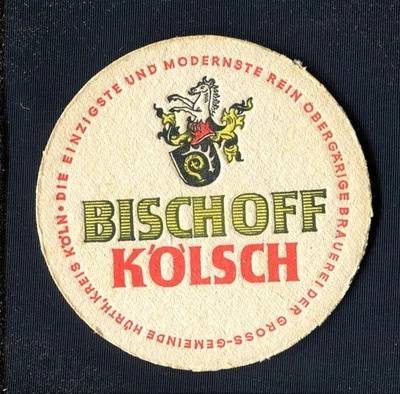 DIE EINZIGSTE UND MODERNSTE REIN OBERGÄRIGE BRAUEREI DER GROSS-GEMEINDE HÜRTH, KREIS KÖLN •
BISCHOFF
KÖLSCH